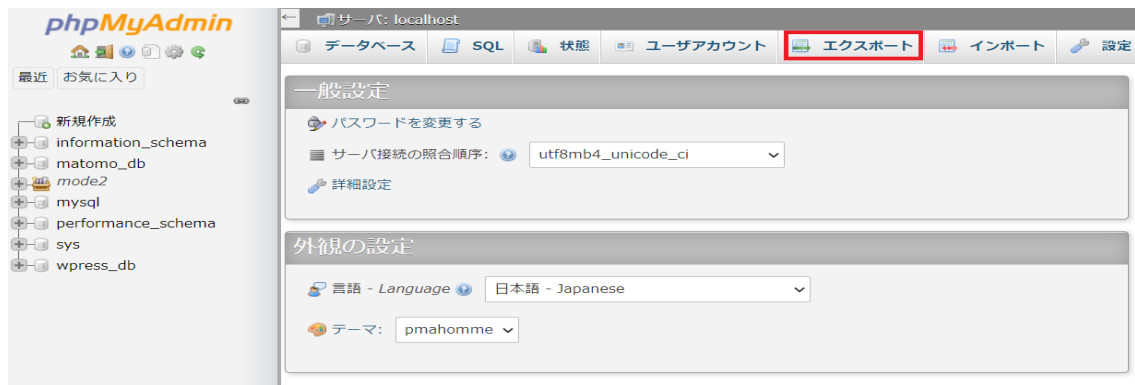 phpMyAdmin
最近 お気に入り
新規作成
information_schema
matomo_db
mode2
mysql
performance_schema
sys
wpress_db
サーバ: localhost
データベース SQL 状態 ユーザアカウント エクスポート インポート 設定
一般設定
パスワードを変更する
サーバ接続の照合順序: utf8mb4_unicode_ci
詳細設定
外観の設定
言語 - Language 日本語 - Japanese
テーマ: pmahomme